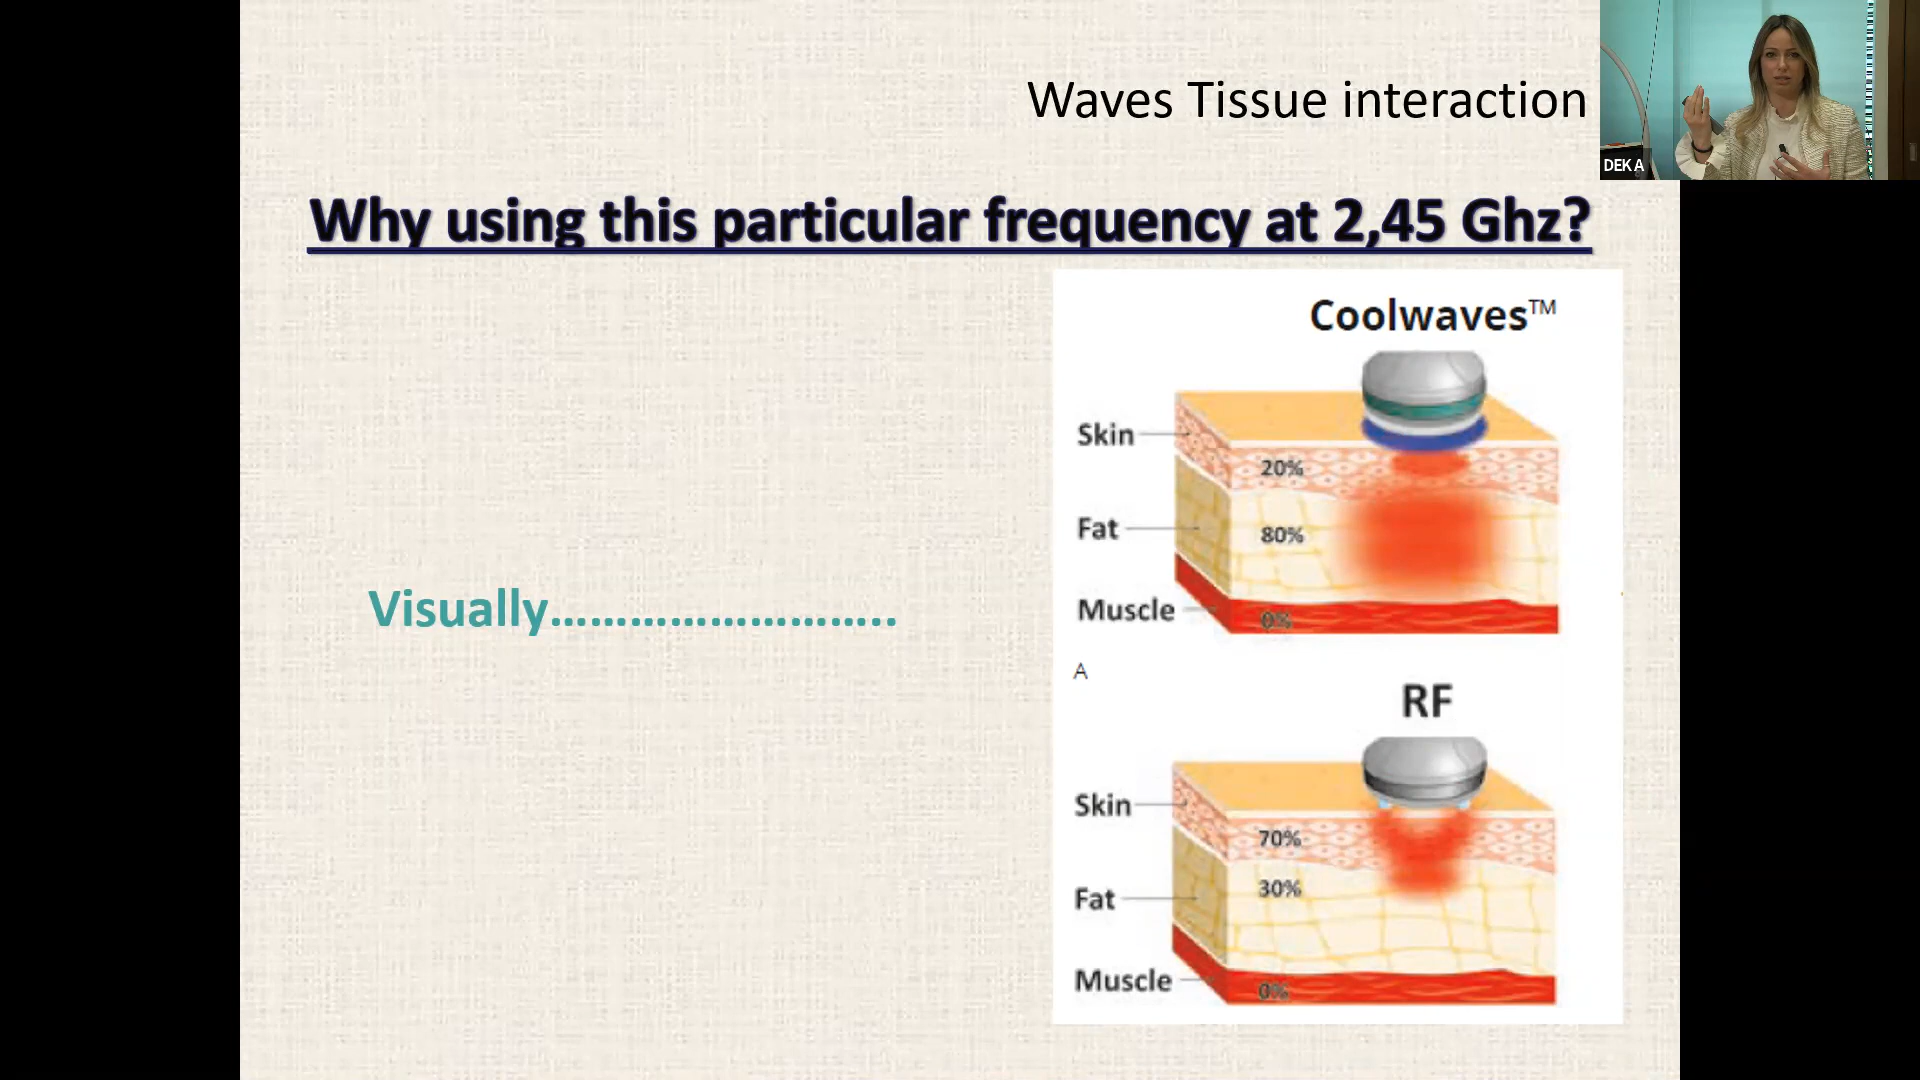 Waves Tissue interaction
DEKA
Why using this particular frequency at 2,45 Ghz?
Visually……………………..
Coolwaves™
Skin
20%
Fat
80%
Muscle
0%
A
RF
Skin
70%
30%
Fat
Muscle
0%